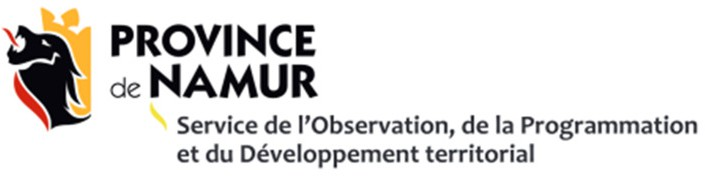 PROVINCE
de NAMUR
Service de l’Observation, de la Programmation
et du Développement territorial